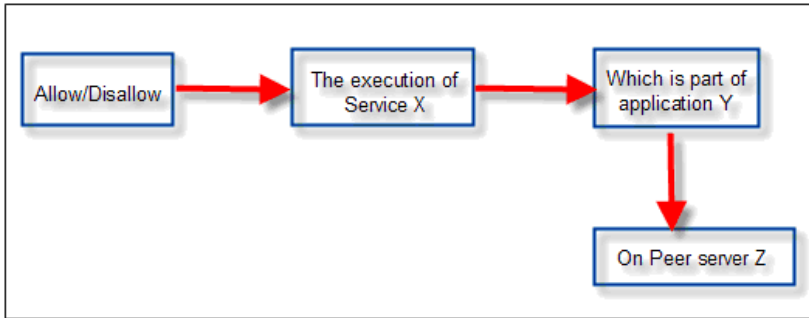 Allow/Disallow
The execution of
Service X
Which is part of
application Y
On Peer server Z